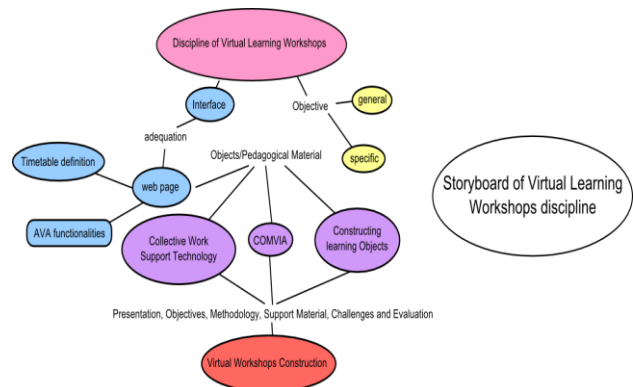 Discipline of Virtual Learning Workshops
Interface
Objective
general
specific
adequation
Objects/Pedagogical Material
Timetable definition
web page
AVA functionalities
Collective Work
Support Technology
COMVIA
Constructing
learning Objects
Storyboard of Virtual Learning
Workshops discipline
Presentation, Objectives, Methodology, Support Material, Challenges and Evaluation
Virtual Workshops Construction